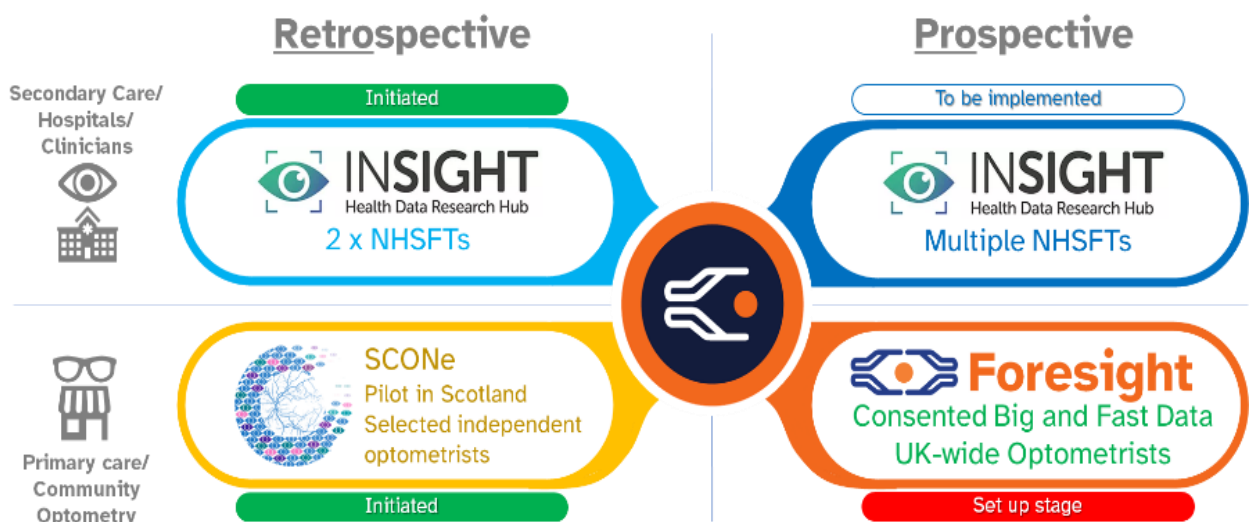 Retrospective
Prospective
Secondary Care/
Hospitals/
Clinicians
Initiated
INSIGHT
Health Data Research Hub
2 x NHSFTs
To be implemented
INSIGHT
Health Data Research Hub
Multiple NHSFTs
Primary care/
Community
Optometry
SCONe
Pilot in Scotland
Selected independent
optometrists
Initiated
Foresight
Consented Big and Fast Data
UK-wide Optometrists
Set up stage